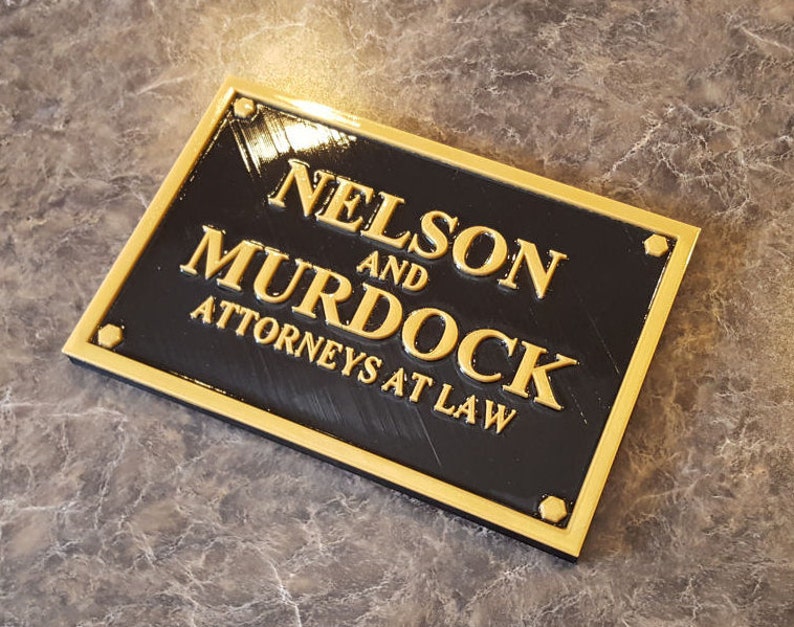 NELSON
AND
MURDOCK
ATTORNEYS AT LAW